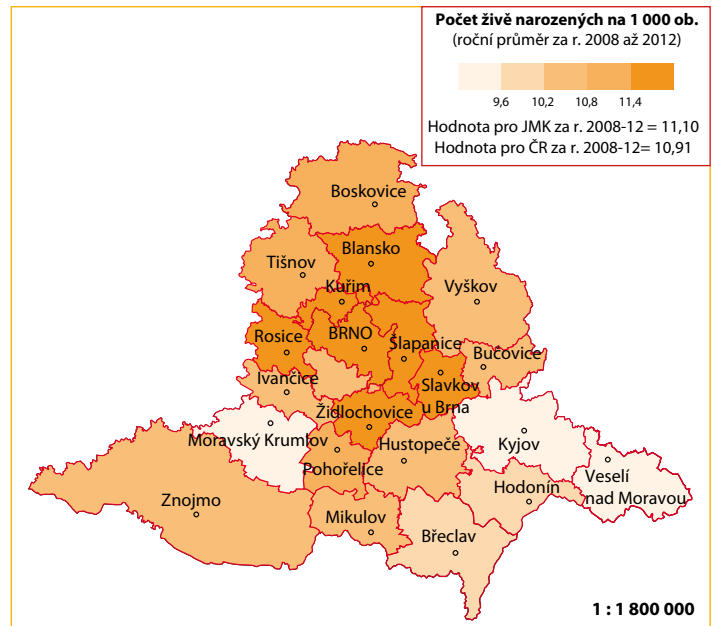 Počet živě narozených na 1 000 ob.
(roční průměr za r. 2008 až 2012)
9,6 10,2 10,8 11,4
Hodnota pro JMK za r. 2008-12 = 11,10
Hodnota pro ČR za r. 2008-12= 10,91
Boskovice
Blansko
Tišnov
Kuřim
Vyškov
Rosice
BRNO
Šlapanice
Bučovice
Ivančice
Slavkov
u Brna
Židlochovice
Moravský Krumlov
Hustopeče
Kyjov
Pohořelice
Veselí
nad Moravou
Hodonín
Znojmo
Mikulov
Břeclav
1 : 1 800 000